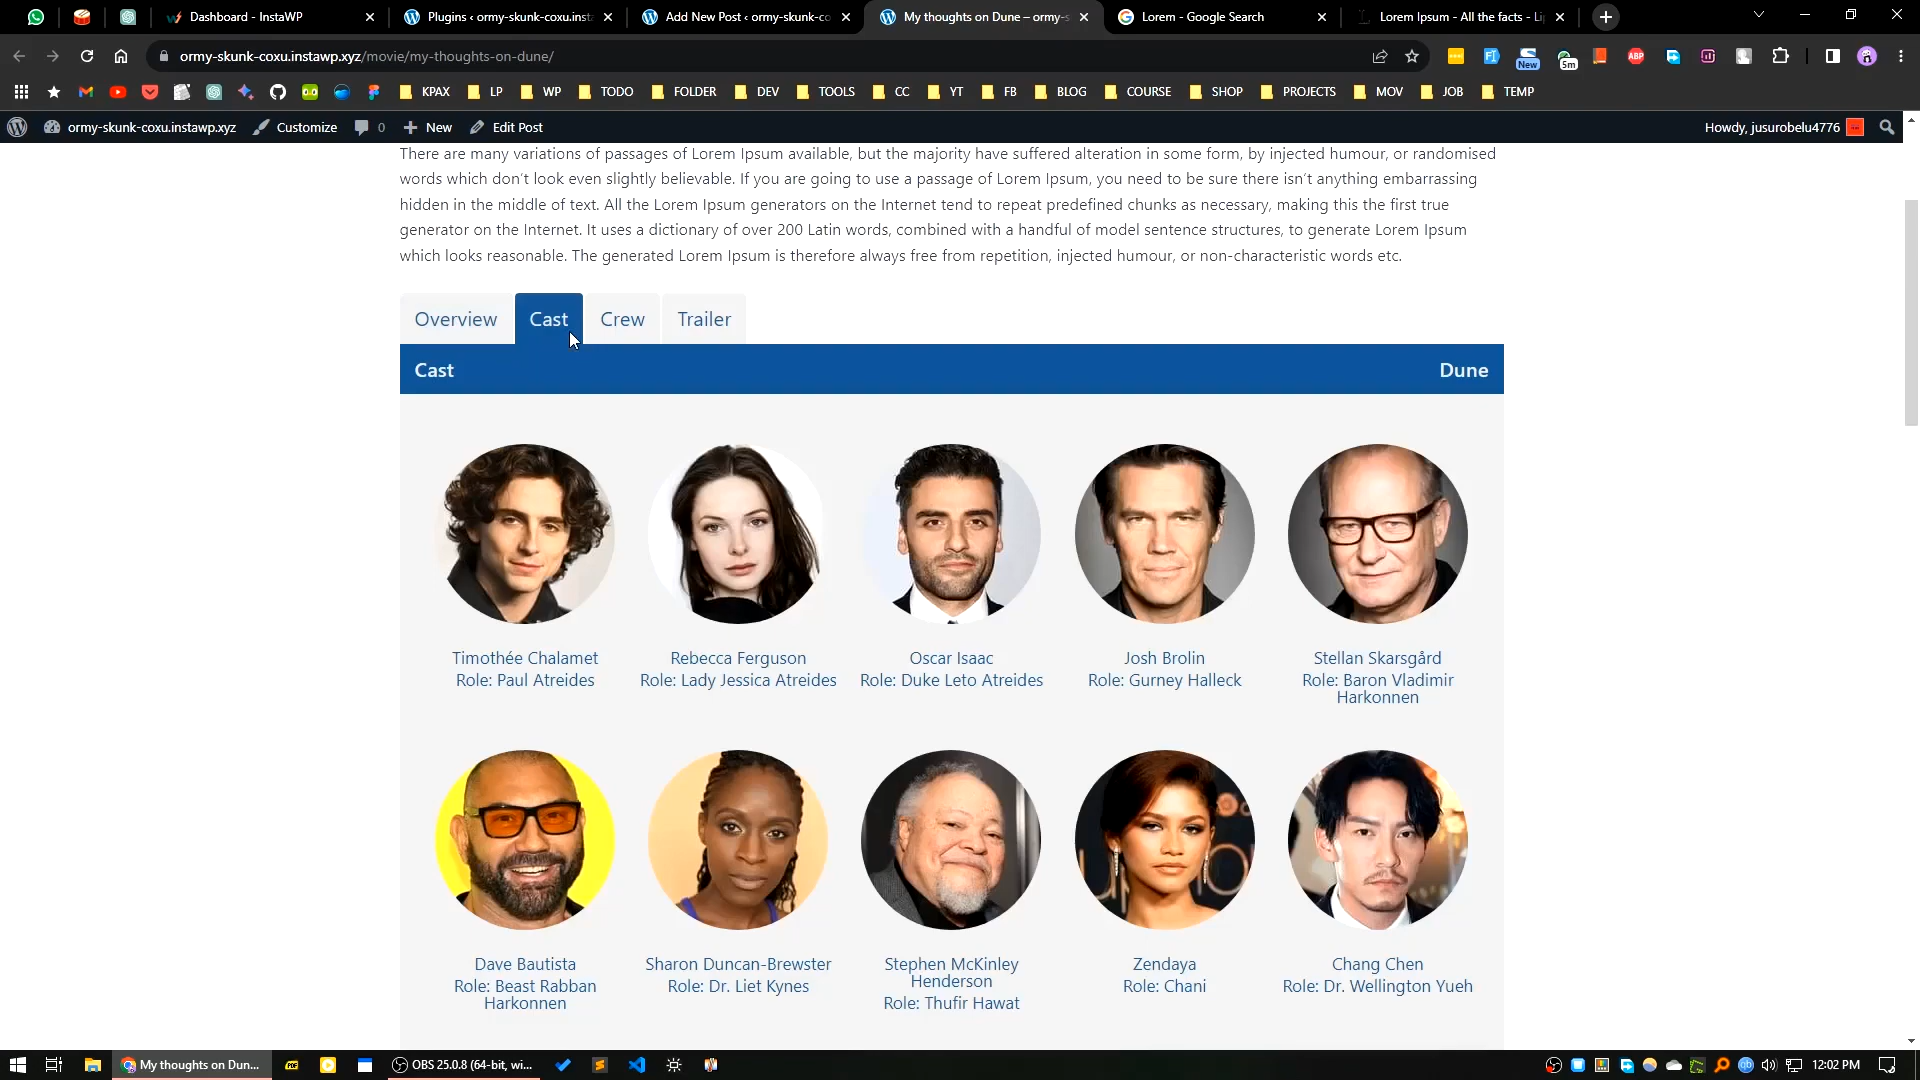 Dashboard - InstaWP
Plugins ‹ ormy-skunk-coxu.insta
Add New Post ‹ ormy-skunk-co
My thoughts on Dune – ormy-s
Lorem - Google Search
Lorem Ipsum - All the facts - Li
ormy-skunk-coxu.instawp.xyz/movie/my-thoughts-on-dune/
New
5m
ABP
KPAX
LP
WP
TODO
FOLDER
DEV
TOOLS
CC
YT
FB
BLOG
COURSE
SHOP
PROJECTS
MOV
JOB
TEMP
ormy-skunk-coxu.instawp.xyz
Customize
0
New
Edit Post
Howdy, jusurobelu4776
There are many variations of passages of Lorem Ipsum available, but the majority have suffered alteration in some form, by injected humour, or randomised
words which don’t look even slightly believable. If you are going to use a passage of Lorem Ipsum, you need to be sure there isn’t anything embarrassing
hidden in the middle of text. All the Lorem Ipsum generators on the Internet tend to repeat predefined chunks as necessary, making this the first true
generator on the Internet. It uses a dictionary of over 200 Latin words, combined with a handful of model sentence structures, to generate Lorem Ipsum
which looks reasonable. The generated Lorem Ipsum is therefore always free from repetition, injected humour, or non-characteristic words etc.
Overview
Cast
Crew
Trailer
Cast
Dune
Timothée Chalamet
Role: Paul Atreides
Rebecca Ferguson
Role: Lady Jessica Atreides
Oscar Isaac
Role: Duke Leto Atreides
Josh Brolin
Role: Gurney Halleck
Stellan Skarsgård
Role: Baron Vladimir
Harkonnen
Dave Bautista
Role: Beast Rabban
Harkonnen
Sharon Duncan-Brewster
Role: Dr. Liet Kynes
Stephen McKinley
Henderson
Role: Thufir Hawat
Zendaya
Role: Chani
Chang Chen
Role: Dr. Wellington Yueh
My thoughts on Dun...
OBS 25.0.8 (64-bit, wi...
12:02 PM